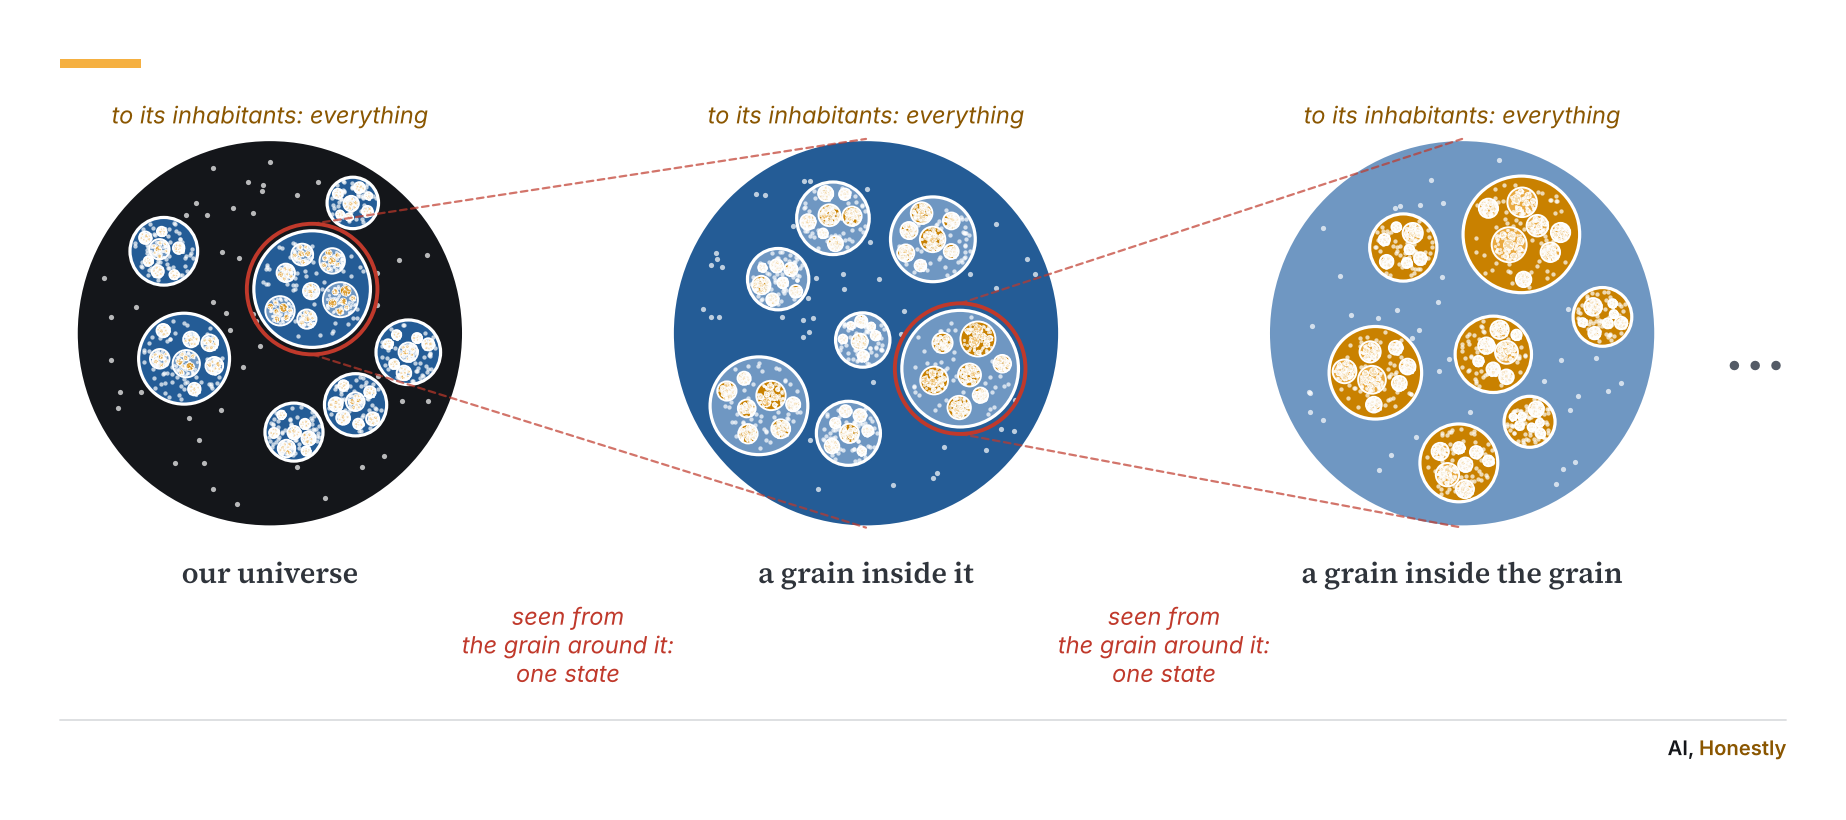 to its inhabitants: everything
to its inhabitants: everything
to its inhabitants: everything
our universe
a grain inside it
a grain inside the grain
seen from
the grain around it:
one state
seen from
the grain around it:
one state
AI, Honestly